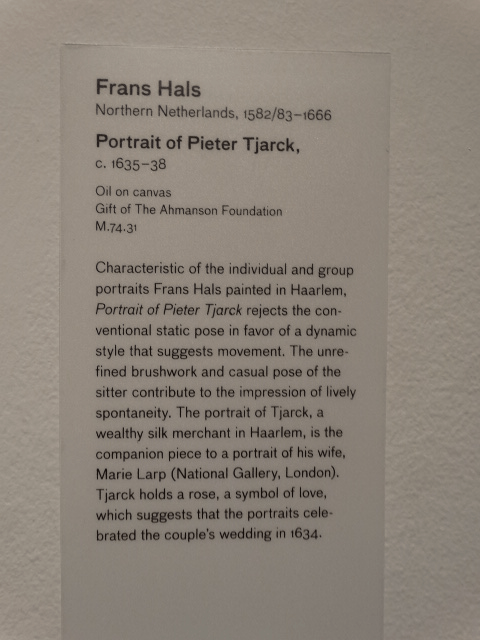 Frans Hals
Northern Netherlands, 1582/83–1666
Portrait of Pieter Tjarck,
c. 1635–38
Oil on canvas
Gift of The Ahmanson Foundation
M.74.31
Characteristic of the individual and group
portraits Frans Hals painted in Haarlem,
Portrait of Pieter Tjarck rejects the con-
ventional static pose in favor of a dynamic
style that suggests movement. The unre-
fined brushwork and casual pose of the
sitter contribute to the impression of lively
spontaneity. The portrait of Tjarck, a
wealthy silk merchant in Haarlem, is the
companion piece to a portrait of his wife,
Marie Larp (National Gallery, London).
Tjarck holds a rose, a symbol of love,
which suggests that the portraits cele-
brated the couple's wedding in 1634.